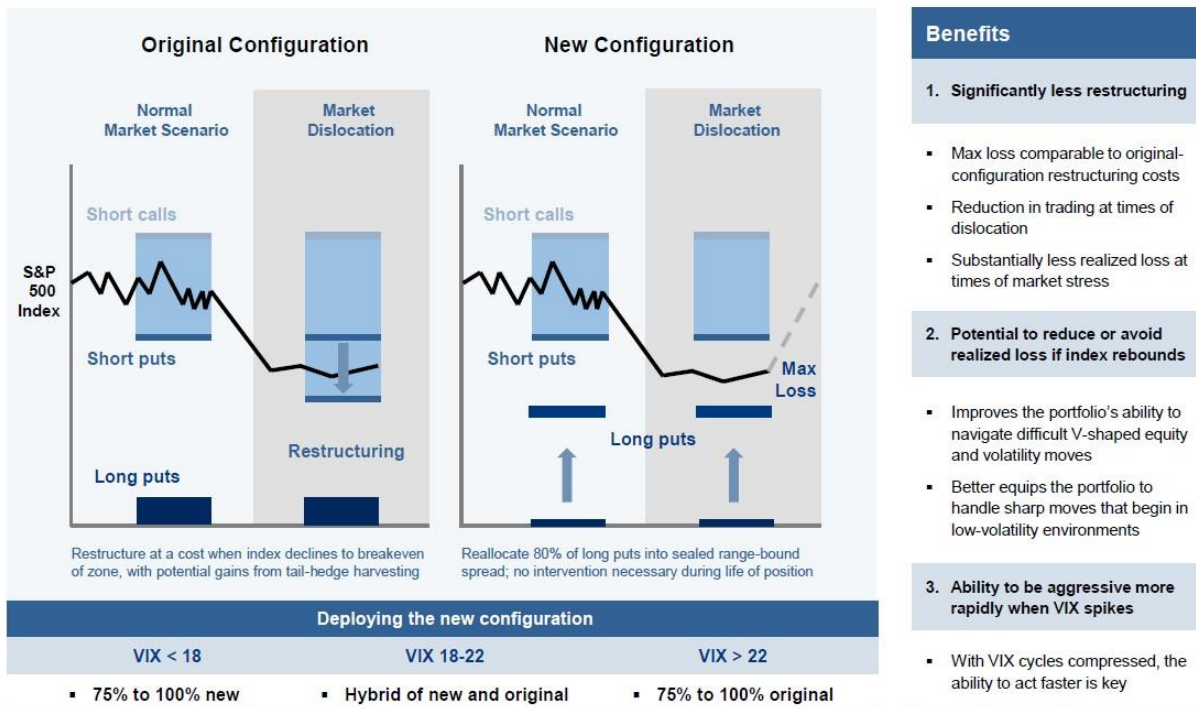 Original Configuration
Normal
Market Scenario
Market
Dislocation
Short calls
S&P
500
Index
Short puts
Restructuring
Long puts
Restructure at a cost when index declines to breakeven
of zone, with potential gains from tail-hedge harvesting
New Configuration
Normal
Market Scenario
Market
Dislocation
Short calls
Short puts
Max
Loss
Long puts
Reallocate 80% of long puts into sealed range-bound
spread; no intervention necessary during life of position
Deploying the new configuration
VIX < 18
VIX 18-22
VIX > 22
▪ 75% to 100% new
▪ Hybrid of new and original
▪ 75% to 100% original
Benefits
1. Significantly less restructuring
▪ Max loss comparable to original-
configuration restructuring costs
▪ Reduction in trading at times of
dislocation
▪ Substantially less realized loss at
times of market stress
2. Potential to reduce or avoid
realized loss if index rebounds
▪ Improves the portfolio's ability to
navigate difficult V-shaped equity
and volatility moves
▪ Better equips the portfolio to
handle sharp moves that begin in
low-volatility environments
3. Ability to be aggressive more
rapidly when VIX spikes
▪ With VIX cycles compressed, the
ability to act faster is key